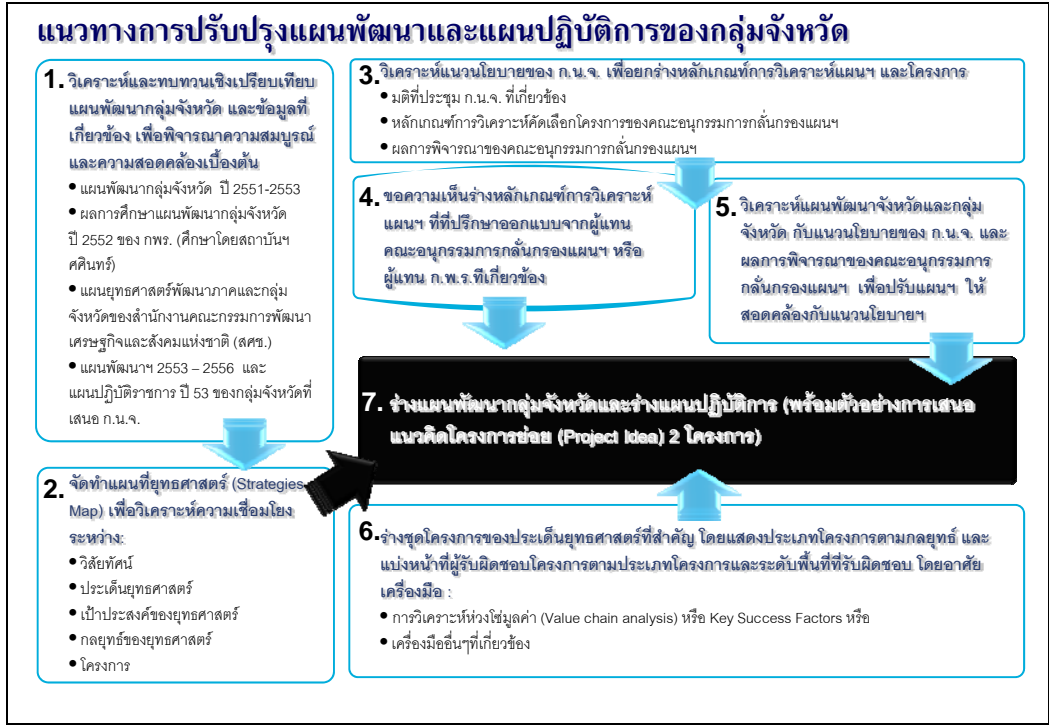 แนวทางการปรับปรุงแผนพัฒนาและแผนปฏิบัติการของกลุ่มจังหวัด
1. วิเคราะห์และทบทวนเชิงเปรียบเทียบ
แผนพัฒนากลุ่มจังหวัด และข้อมูลที่
เกี่ยวข้อง เพื่อพิจารณาความสมบูรณ์
และความสอดคล้องเบื้องต้น
• แผนพัฒนากลุ่มจังหวัด ปี 2551-2553
• ผลการศึกษาแผนพัฒนากลุ่มจังหวัด
ปี 2552 ของ กพร. (ศึกษาโดยสถาบันฯ
ศศินทร์)
• แผนยุทธศาสตร์พัฒนาภาคและกลุ่ม
จังหวัดของสำนักงานคณะกรรมการพัฒนา
เศรษฐกิจและสังคมแห่งชาติ (สศช.)
• แผนพัฒนาฯ 2553 – 2556 และ
แผนปฏิบัติราชการ ปี 53 ของกลุ่มจังหวัดที่
เสนอ ก.น.จ.
2. จัดทำแผนที่ยุทธศาสตร์ (Strategies
Map) เพื่อวิเคราะห์ความเชื่อมโยง
ระหว่าง:
• วิสัยทัศน์
• ประเด็นยุทธศาสตร์
• เป้าประสงค์ของยุทธศาสตร์
• กลยุทธ์ของยุทธศาสตร์
• โครงการ
3. วิเคราะห์แนวนโยบายของ ก.น.จ. เพื่อยกร่างหลักเกณฑ์การวิเคราะห์แผนฯ และโครงการ
• มติที่ประชุม ก.น.จ. ที่เกี่ยวข้อง
• หลักเกณฑ์การวิเคราะห์คัดเลือกโครงการของคณะอนุกรรมการกลั่นกรองแผนฯ
• ผลการพิจารณาของคณะอนุกรรมการกลั่นกรองแผนฯ
4. ขอความเห็นร่างหลักเกณฑ์การวิเคราะห์
แผนฯ ที่ที่ปรึกษาออกแบบจากผู้แทน
คณะอนุกรรมการกลั่นกรองแผนฯ หรือ
ผู้แทน ก.พ.ร.ที่เกี่ยวข้อง
5. วิเคราะห์แผนพัฒนาจังหวัดและกลุ่ม
จังหวัด กับแนวนโยบายของ ก.น.จ. และ
ผลการพิจารณาของคณะอนุกรรมการ
กลั่นกรองแผนฯ เพื่อปรับแผนฯ ให้
สอดคล้องกับแนวนโยบายฯ
7. ร่างแผนพัฒนากลุ่มจังหวัดและร่างแผนปฏิบัติการ (พร้อมตัวอย่างการเสนอ
แนวคิดโครงการย่อย (Project Idea) 2 โครงการ)
6. ร่างชุดโครงการของประเด็นยุทธศาสตร์ที่สำคัญ โดยแสดงประเภทโครงการตามกลยุทธ์ และ
แบ่งหน้าที่ผู้รับผิดชอบโครงการตามประเภทโครงการและระดับพื้นที่ที่รับผิดชอบ โดยอาศัย
เครื่องมือ :
• การวิเคราะห์ห่วงโซ่มูลค่า (Value chain analysis) หรือ Key Success Factors หรือ
• เครื่องมืออื่นๆที่เกี่ยวข้อง